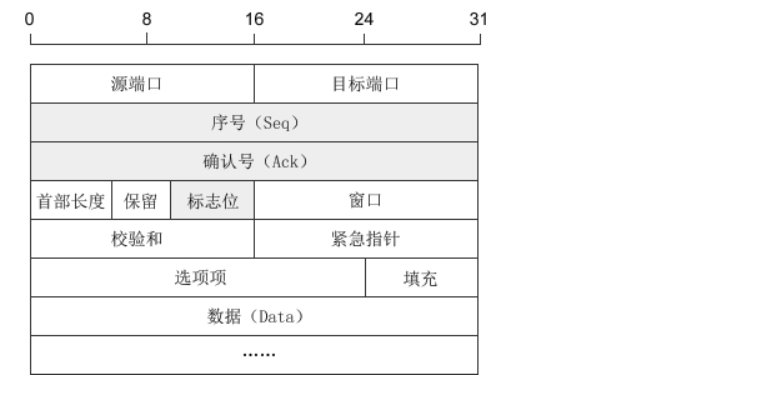 0 8 16 24 31
源端口 目标端口
序号（Seq）
确认号（Ack）
首部长度 保留 标志位 窗口
校验和 紧急指针
选项项 填充
数据（Data）
……